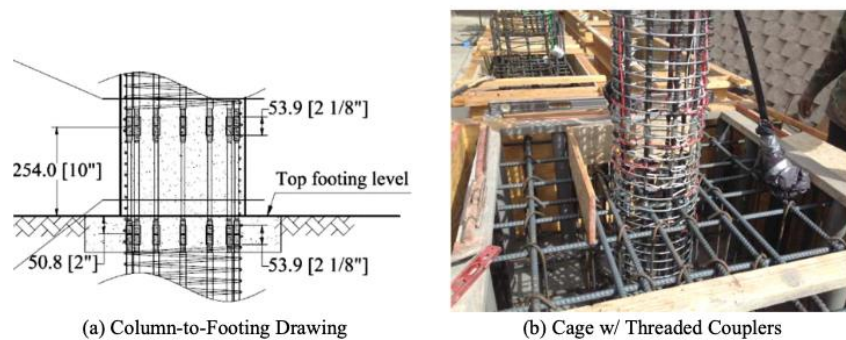 53.9 [2 1/8"]
254.0 [10"]
Top footing level
50.8 [2"]
53.9 [2 1/8"]
(a) Column-to-Footing Drawing
(b) Cage w/ Threaded Couplers